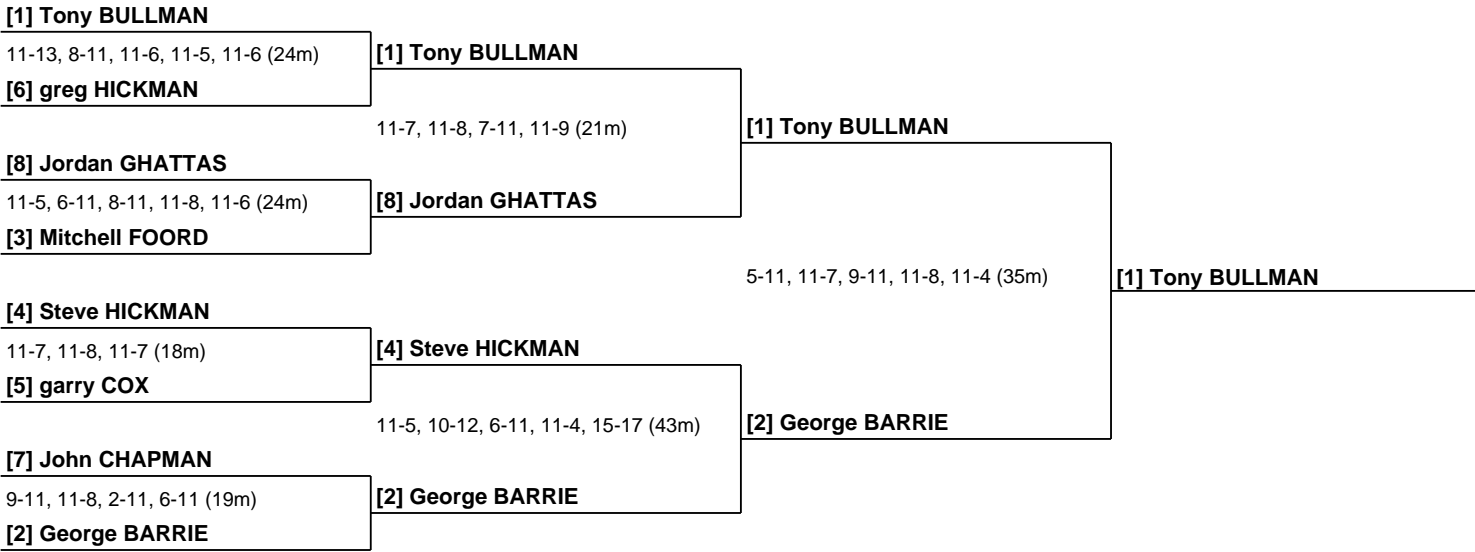 [1] Tony BULLMAN
11-13, 8-11, 11-6, 11-5, 11-6 (24m)
[6] greg HICKMAN
[8] Jordan GHATTAS
11-5, 6-11, 8-11, 11-8, 11-6 (24m)
[3] Mitchell FOORD
[4] Steve HICKMAN
11-7, 11-8, 11-7 (18m)
[5] garry COX
[7] John CHAPMAN
9-11, 11-8, 2-11, 6-11 (19m)
[2] George BARRIE
[1] Tony BULLMAN
11-7, 11-8, 7-11, 11-9 (21m)
[8] Jordan GHATTAS
[4] Steve HICKMAN
11-5, 10-12, 6-11, 11-4, 15-17 (43m)
[2] George BARRIE
[1] Tony BULLMAN
5-11, 11-7, 9-11, 11-8, 11-4 (35m)
[2] George BARRIE
[1] Tony BULLMAN